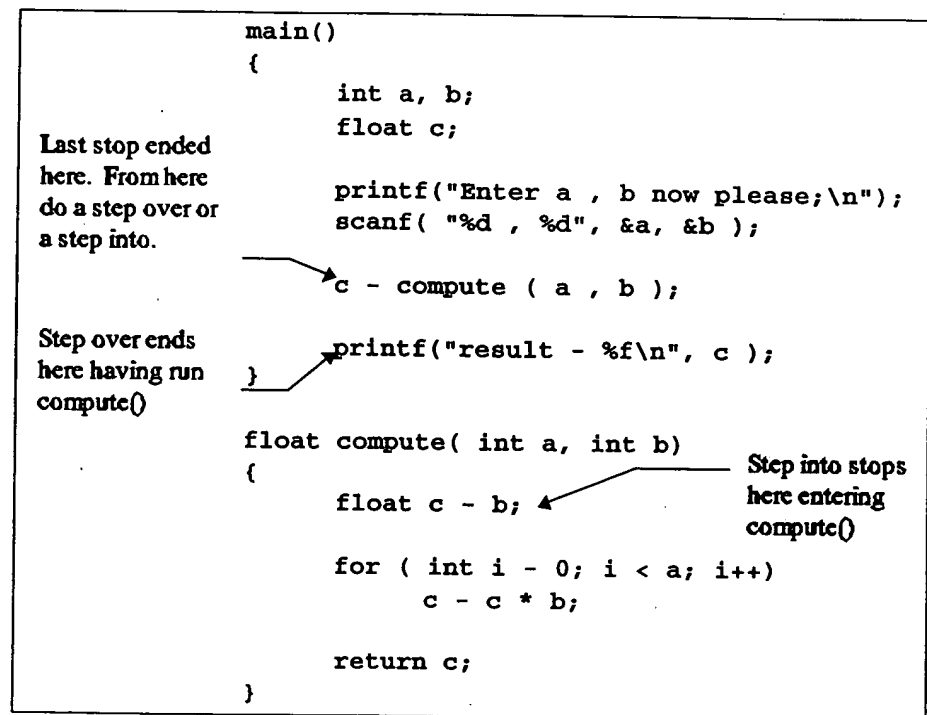 main()
{
int a, b;
float c;
Last stop ended
here. From here
do a step over or
a step into.
printf("Enter a , b now please;\n");
scanf( "%d , %d", &a, &b );
c - compute ( a , b );
Step over ends
here having run
compute()
printf("result - %f\n", c );
}
float compute( int a, int b)
{
Step into stops
here entering
compute()
float c - b;
for ( int i - 0; i < a; i++)
c - c * b;
return c;
}